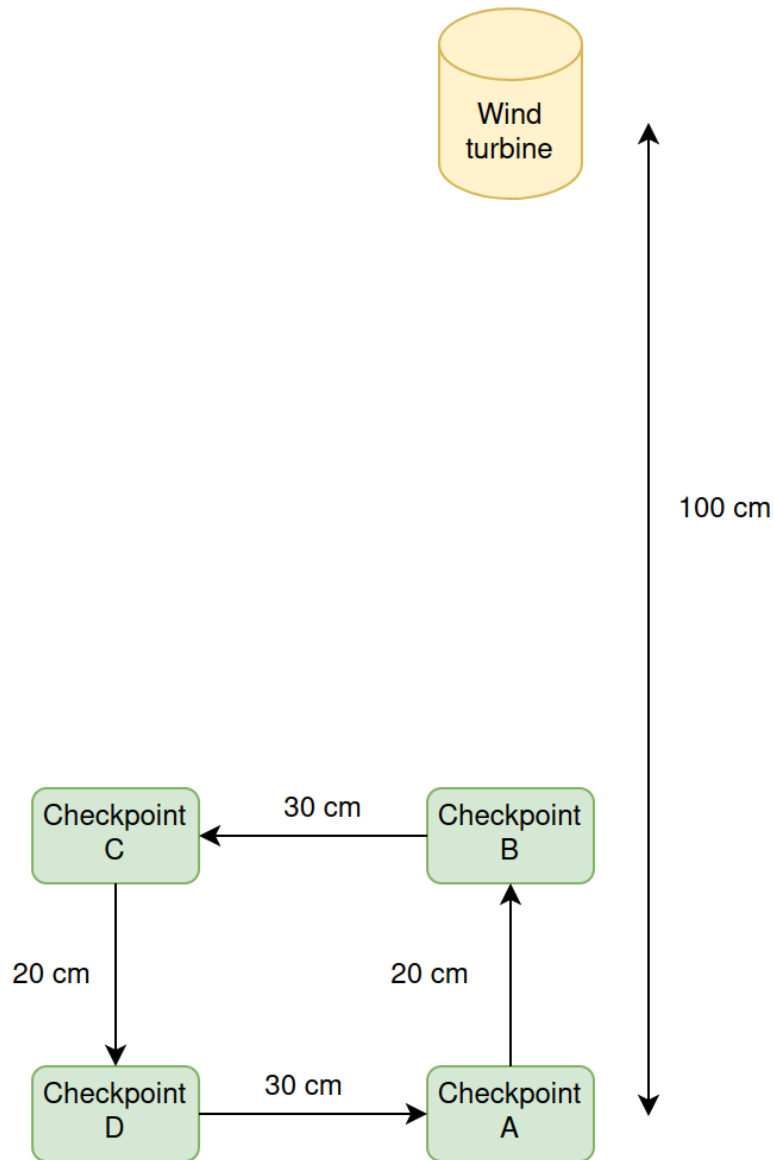 Wind
turbine
100 cm
Checkpoint
C
30 cm
Checkpoint
B
20 cm
20 cm
Checkpoint
D
30 cm
Checkpoint
A